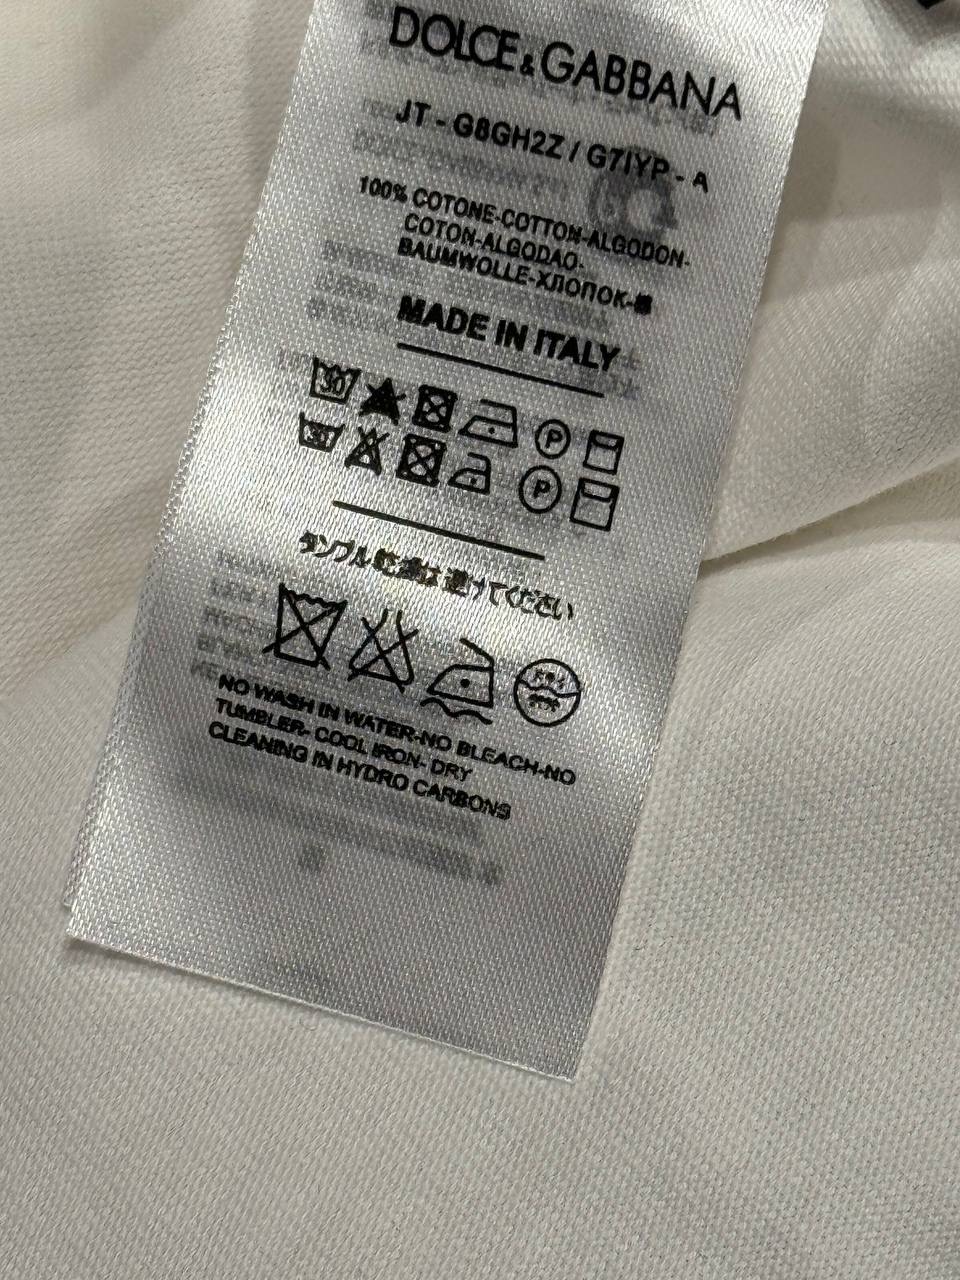 DOLCE&GABBANA
JT - G8GH2Z / G7IYP - A
100% COTONE-COTTON-ALGODON-
COTON-ALGODAO-
BAUMWOLLE-ХЛОПОК-
MADE IN ITALY
30 P
30 P
タンブル乾燥は避けてください
NO WASH IN WATER-NO BLEACH-NO
TUMBLER- COOL IRON- DRY
CLEANING IN HYDRO CARBONS